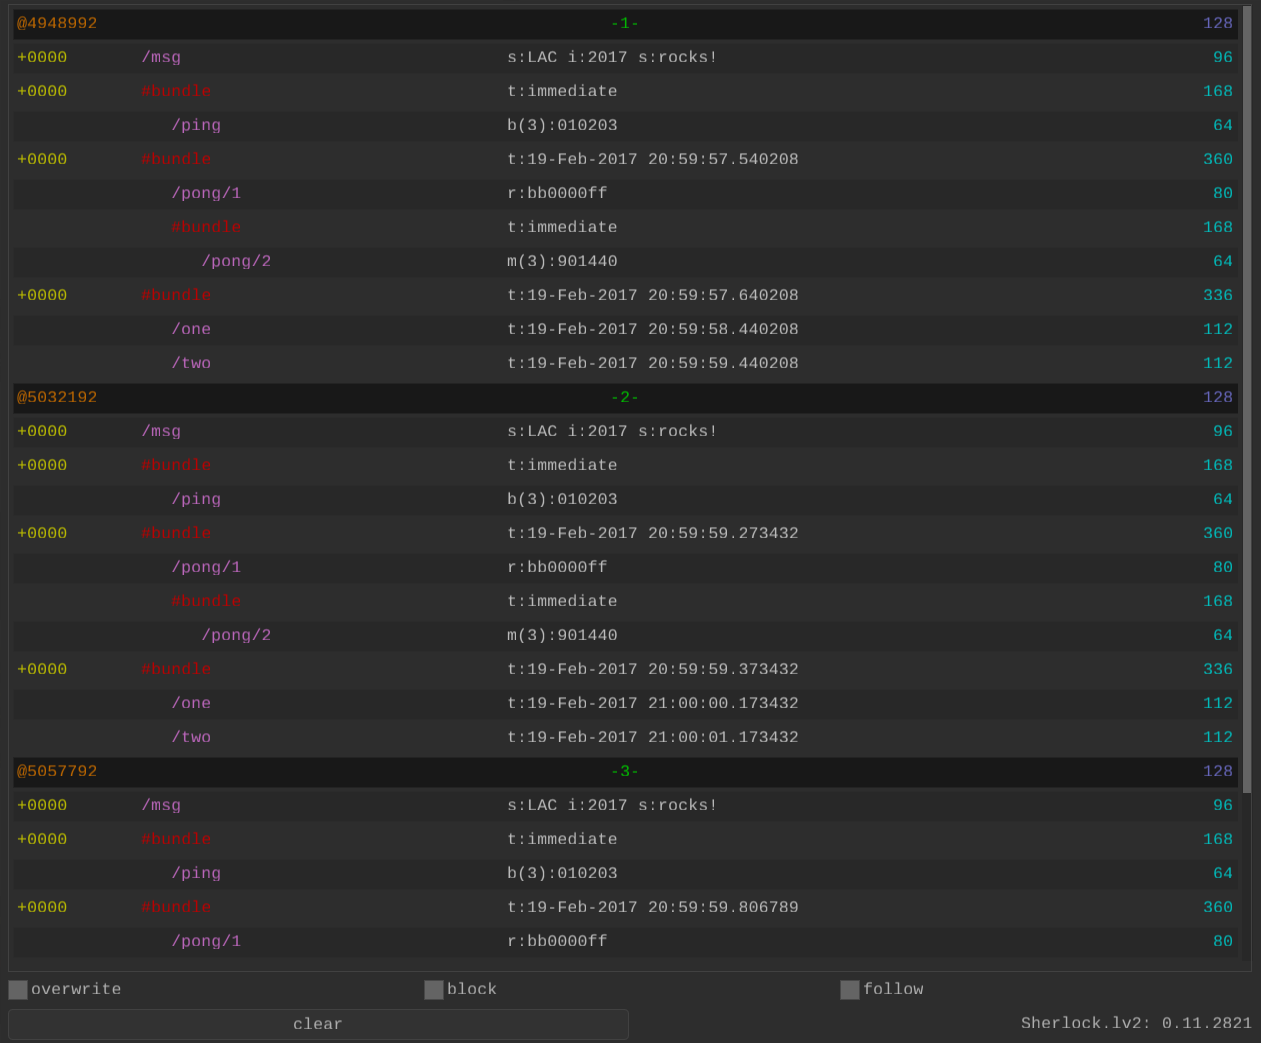 @4948992 -1- 128
+0000 /msg s:LAC i:2017 s:rocks! 96
+0000 #bundle t:immediate 168
/ping b(3):010203 64
+0000 #bundle t:19-Feb-2017 20:59:57.540208 360
/pong/1 r:bb0000ff 80
#bundle t:immediate 168
/pong/2 m(3):901440 64
+0000 #bundle t:19-Feb-2017 20:59:57.640208 336
/one t:19-Feb-2017 20:59:58.440208 112
/two t:19-Feb-2017 20:59:59.440208 112
@5032192 -2- 128
+0000 /msg s:LAC i:2017 s:rocks! 96
+0000 #bundle t:immediate 168
/ping b(3):010203 64
+0000 #bundle t:19-Feb-2017 20:59:59.273432 360
/pong/1 r:bb0000ff 80
#bundle t:immediate 168
/pong/2 m(3):901440 64
+0000 #bundle t:19-Feb-2017 20:59:59.373432 336
/one t:19-Feb-2017 21:00:00.173432 112
/two t:19-Feb-2017 21:00:01.173432 112
@5057792 -3- 128
+0000 /msg s:LAC i:2017 s:rocks! 96
+0000 #bundle t:immediate 168
/ping b(3):010203 64
+0000 #bundle t:19-Feb-2017 20:59:59.806789 360
/pong/1 r:bb0000ff 80
overwrite block follow
clear Sherlock.lv2: 0.11.2821